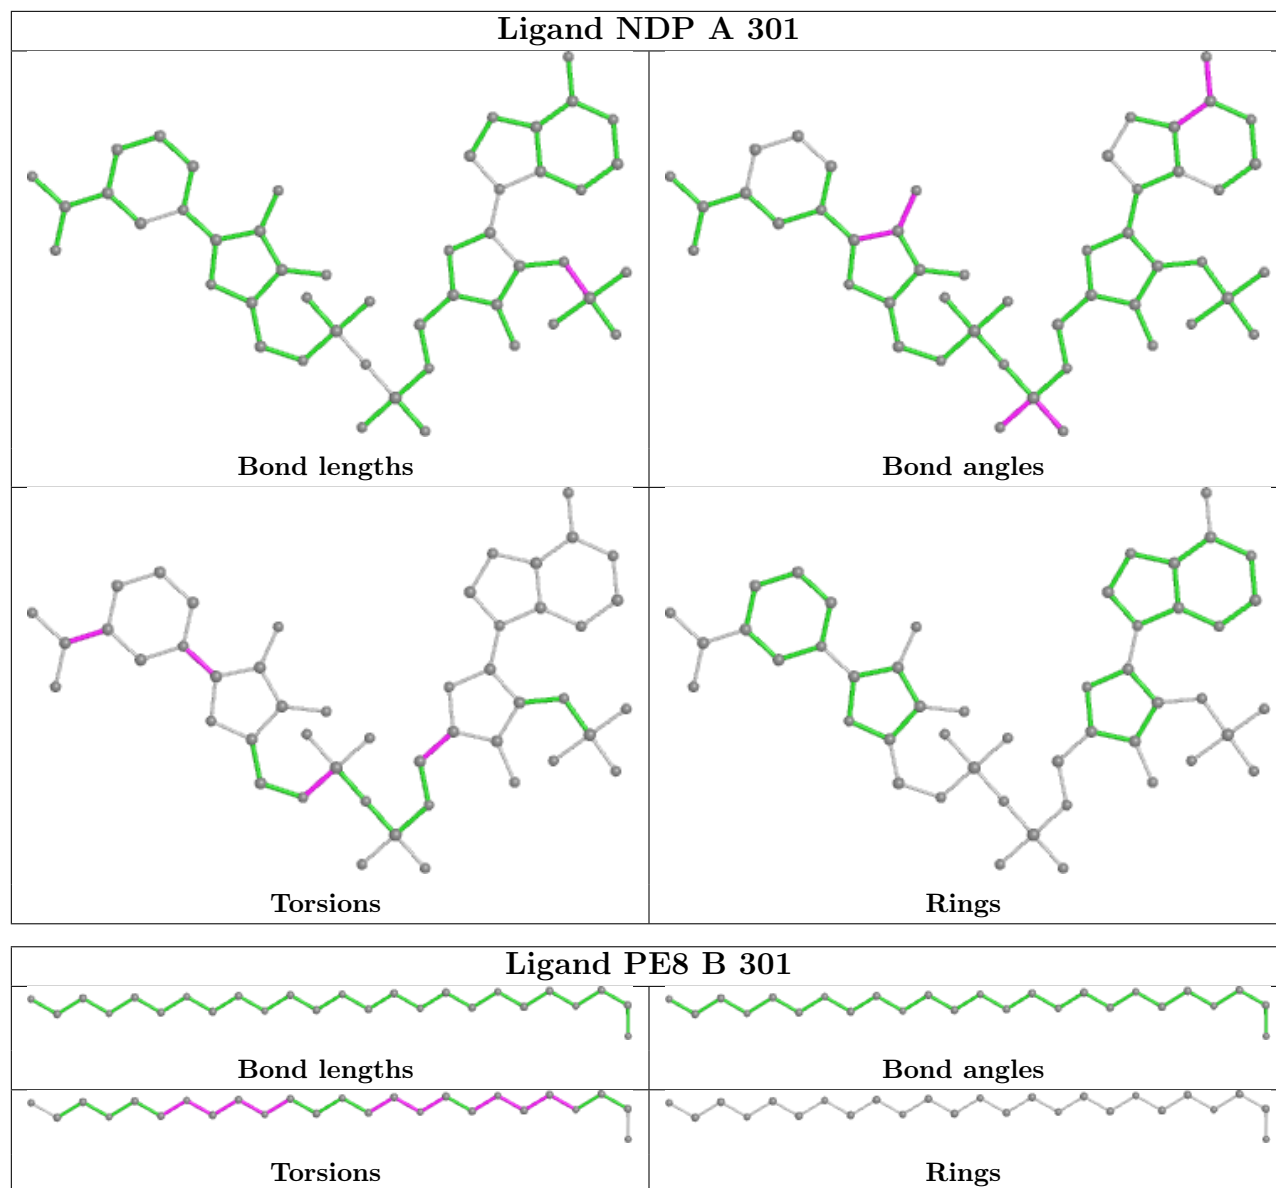 Ligand NDP A 301
Bond lengths
Bond angles
Torsions
Rings
Ligand PE8 B 301
Bond lengths
Bond angles
Torsions
Rings